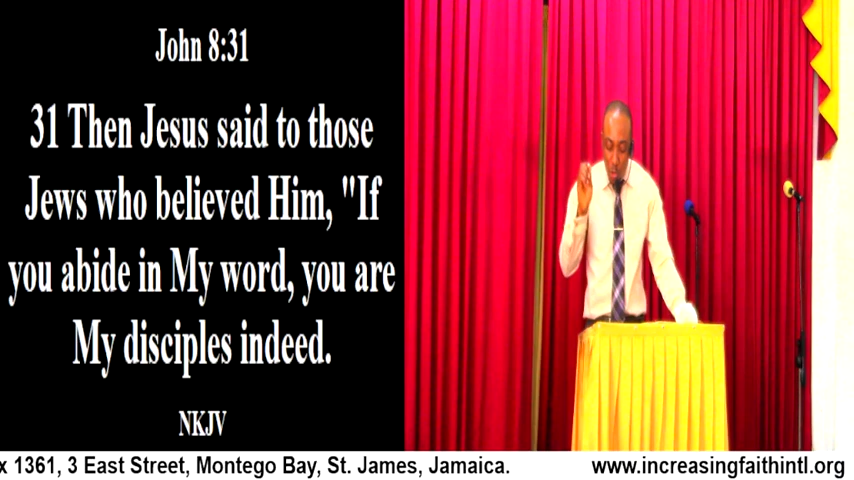 John 8:31
31 Then Jesus said to those
Jews who believed Him, "If
you abide in My word, you are
My disciples indeed.
NKJV
x 1361, 3 East Street, Montego Bay, St. James, Jamaica.
www.increasingfaithintl.org